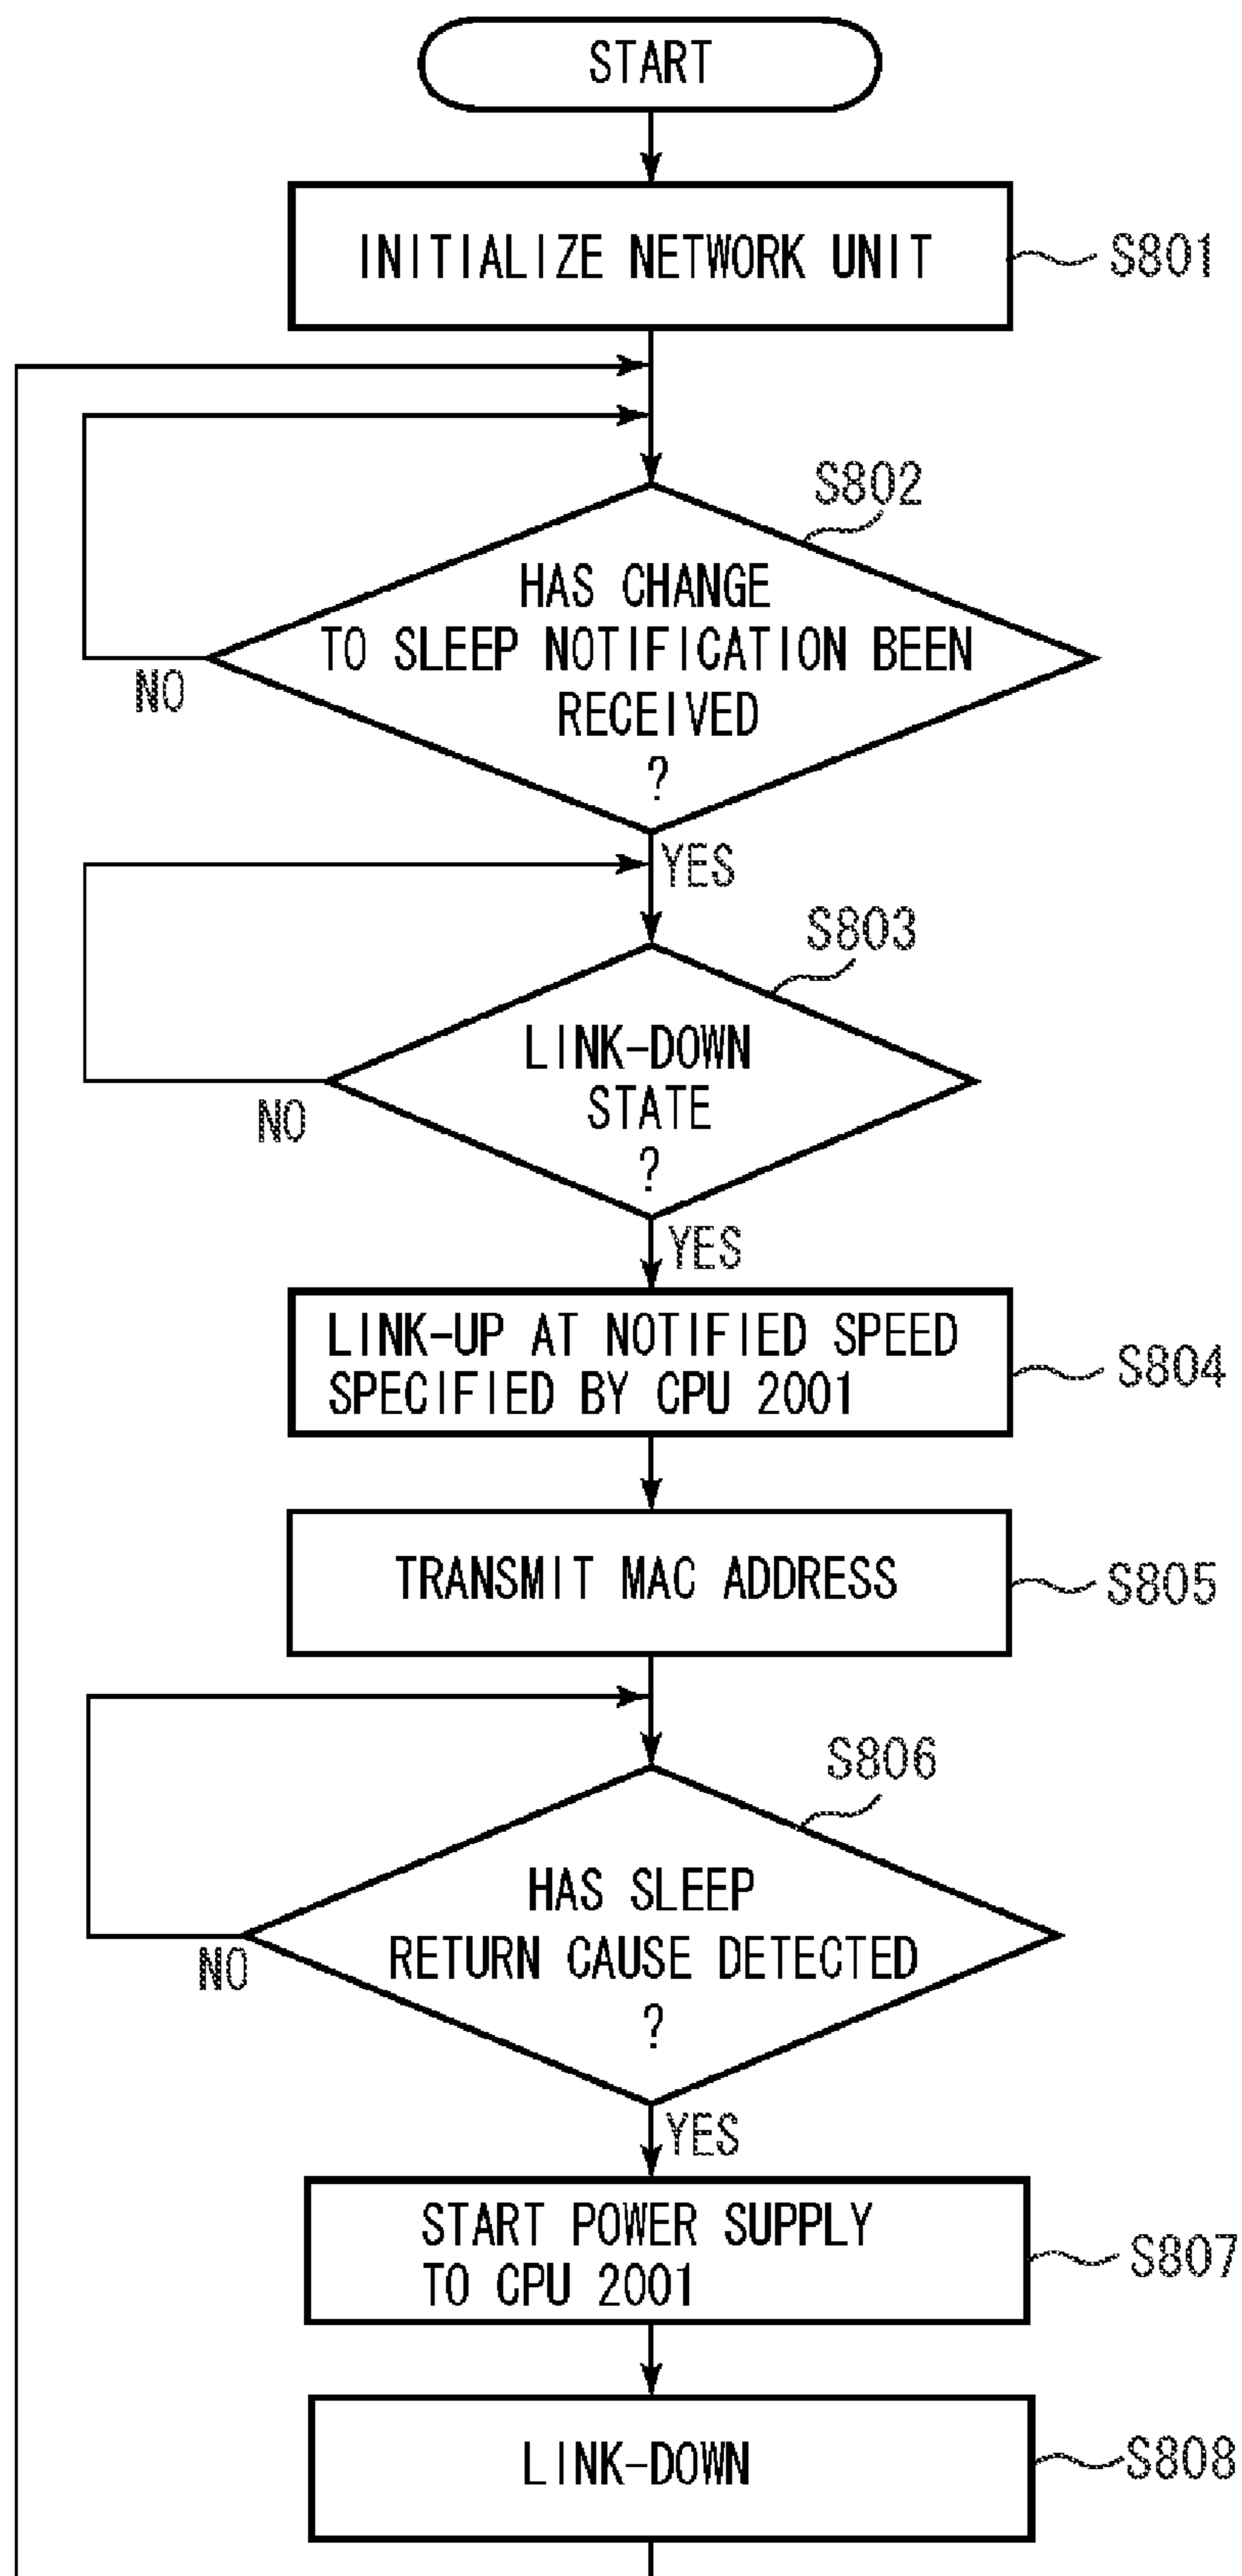 START
INITIALIZE NETWORK UNIT
S801
S802
HAS CHANGE
TO SLEEP NOTIFICATION BEEN
RECEIVED
?
NO
YES
S803
LINK-DOWN
STATE
?
NO
YES
LINK-UP AT NOTIFIED SPEED
SPECIFIED BY CPU 2001
S804
TRANSMIT MAC ADDRESS
S805
S806
HAS SLEEP
RETURN CAUSE DETECTED
?
NO
YES
START POWER SUPPLY
TO CPU 2001
S807
LINK-DOWN
S808